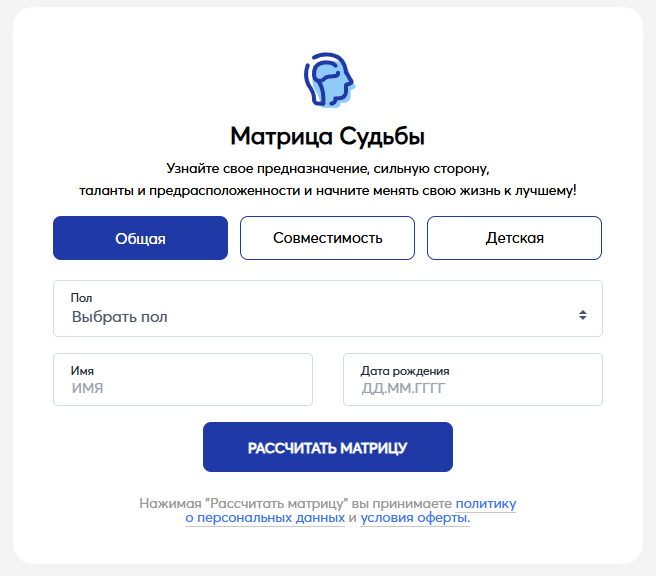 Матрица Судьбы
Узнайте свое предназначение, сильную сторону,
таланты и предрасположенности и начните менять свою жизнь к лучшему!
Общая
Совместимость
Детская
Пол
Выбрать пол
Имя
ИМЯ
Дата рождения
ДД.ММ.ГГГГ
РАССЧИТАТЬ МАТРИЦУ
Нажимая "Рассчитать матрицу" вы принимаете политику
о персональных данных и условия оферты.